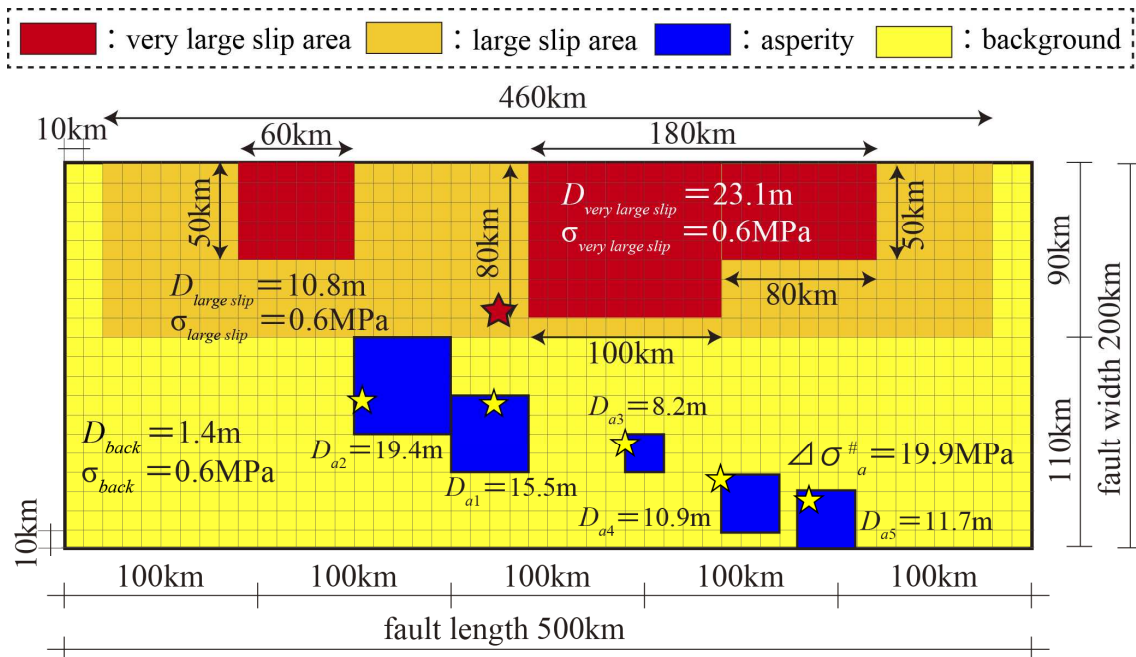 : very large slip area : large slip area : asperity : background
460km
10km 60km 180km
50km
80km
D very large slip = 23.1m
σ very large slip = 0.6MPa
50km
90km
D large slip = 10.8m
σ large slip = 0.6MPa
80km
100km
fault width 200km
D a3 = 8.2m
D back = 1.4m
σ back = 0.6MPa
D a2 = 19.4m
⊿σ # a = 19.9MPa
110km
D a1 = 15.5m
D a4 = 10.9m
D a5 = 11.7m
10km
100km 100km 100km 100km 100km
fault length 500km